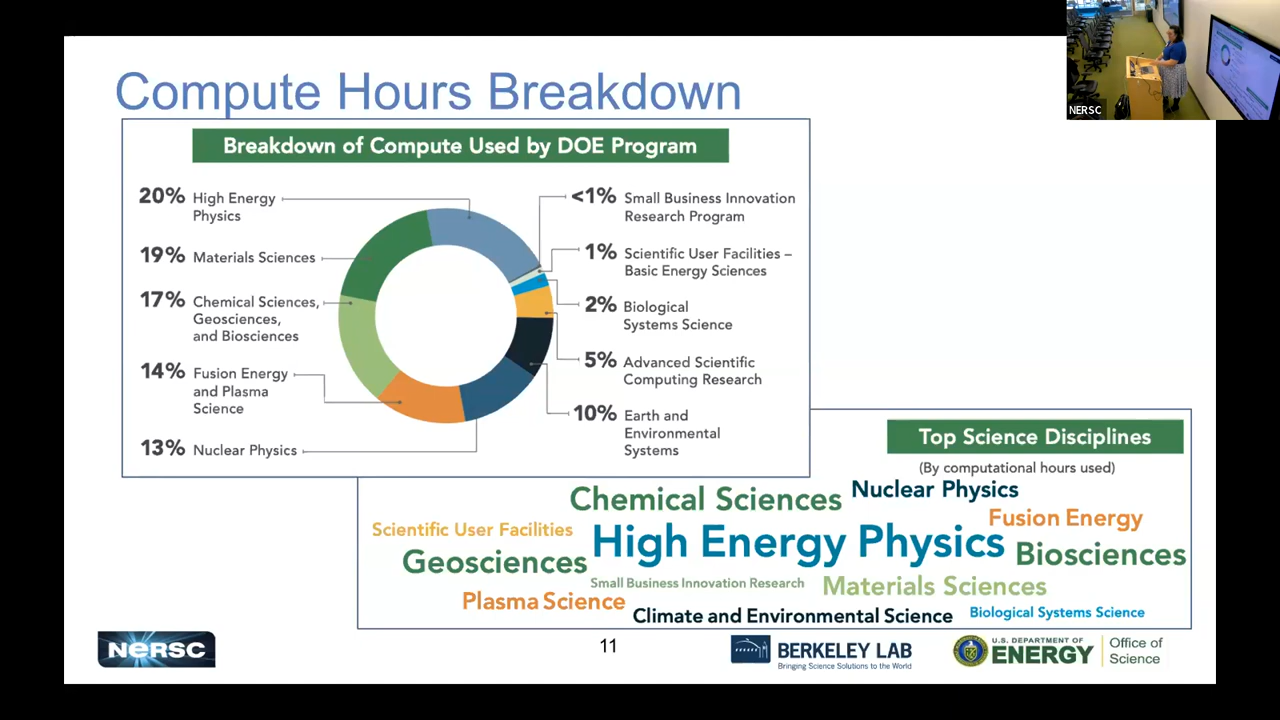 Compute Hours Breakdown
NERSC
Breakdown of Compute Used by DOE Program
20% High Energy
Physics
19% Materials Sciences
17% Chemical Sciences,
Geosciences,
and Biosciences
14% Fusion Energy
and Plasma
Science
13% Nuclear Physics
<1% Small Business Innovation
Research Program
1% Scientific User Facilities –
Basic Energy Sciences
2% Biological
Systems Science
5% Advanced Scientific
Computing Research
10% Earth and
Environmental
Systems
Top Science Disciplines
(By computational hours used)
Chemical Sciences
Nuclear Physics
Scientific User Facilities
High Energy Physics
Fusion Energy
Geosciences
Biosciences
Small Business Innovation Research
Materials Sciences
Plasma Science
Climate and Environmental Science
Biological Systems Science
NERSC
11
BERKELEY LAB
Bringing Science Solutions to the World
U.S. DEPARTMENT OF
ENERGY
Office of
Science